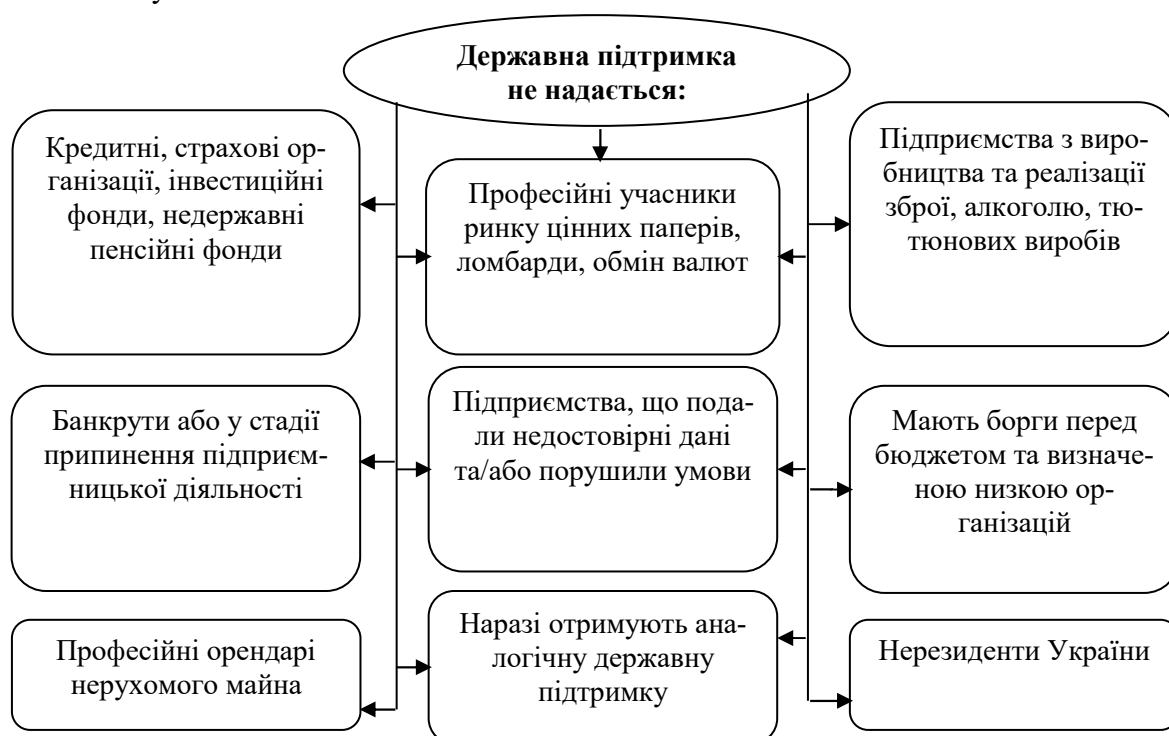 Державна підтримка
не надається:
Кредитні, страхові ор-
ганізації, інвестиційні
фонди, недержавні
пенсійні фонди
Професійні учасники
ринку цінних паперів,
ломбарди, обмін валют
Підприємства з виро-
бництва та реалізації
зброї, алкоголю, тю-
тюнових виробів
Банкрути або у стадії
припинення підприєм-
ницької діяльності
Підприємства, що пода-
ли недостовірні дані
та/або порушили умови
Мають борги перед
бюджетом та визначе-
ною низкою ор-
ганізацій
Професійні орендарі
нерухомого майна
Наразі отримують ана-
логічну державну
підтримку
Нерезиденти України